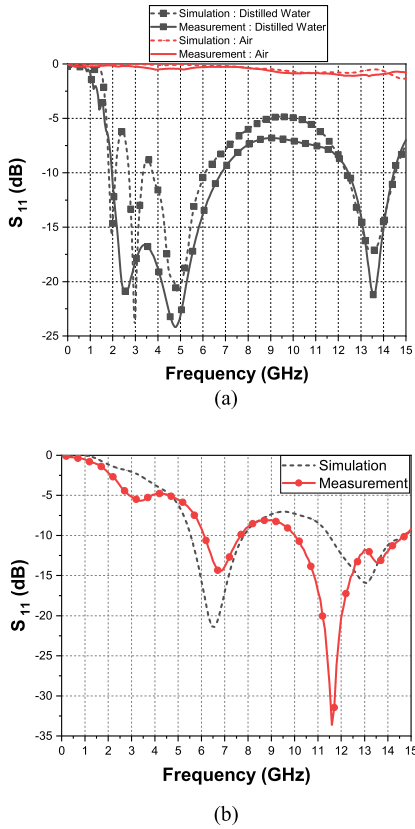 Simulation : Distilled Water
Measurement : Distilled Water
Simulation : Air
Measurement : Air
0
-5
-10
-15
-20
-25
S11 (dB)
0 1 2 3 4 5 6 7 8 9 10 11 12 13 14 15
Frequency (GHz)
(a)
Simulation
Measurement
0
-5
-10
-15
-20
-25
-30
-35
S11 (dB)
0 1 2 3 4 5 6 7 8 9 10 11 12 13 14 15
Frequency (GHz)
(b)